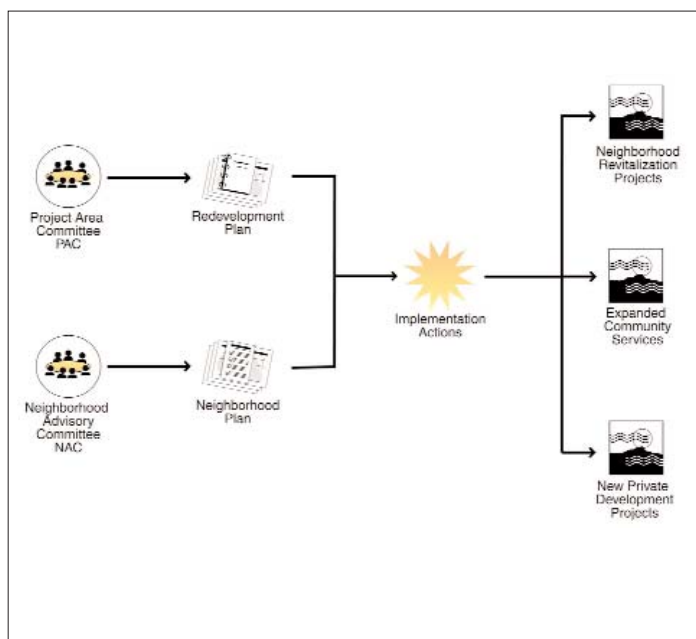 Project Area
Committee
PAC
Redevelopment
Plan
Neighborhood
Advisory
Committee
NAC
Neighborhood
Plan
Implementation
Actions
Neighborhood
Revitalization
Projects
Expanded
Community
Services
New Private
Development
Projects